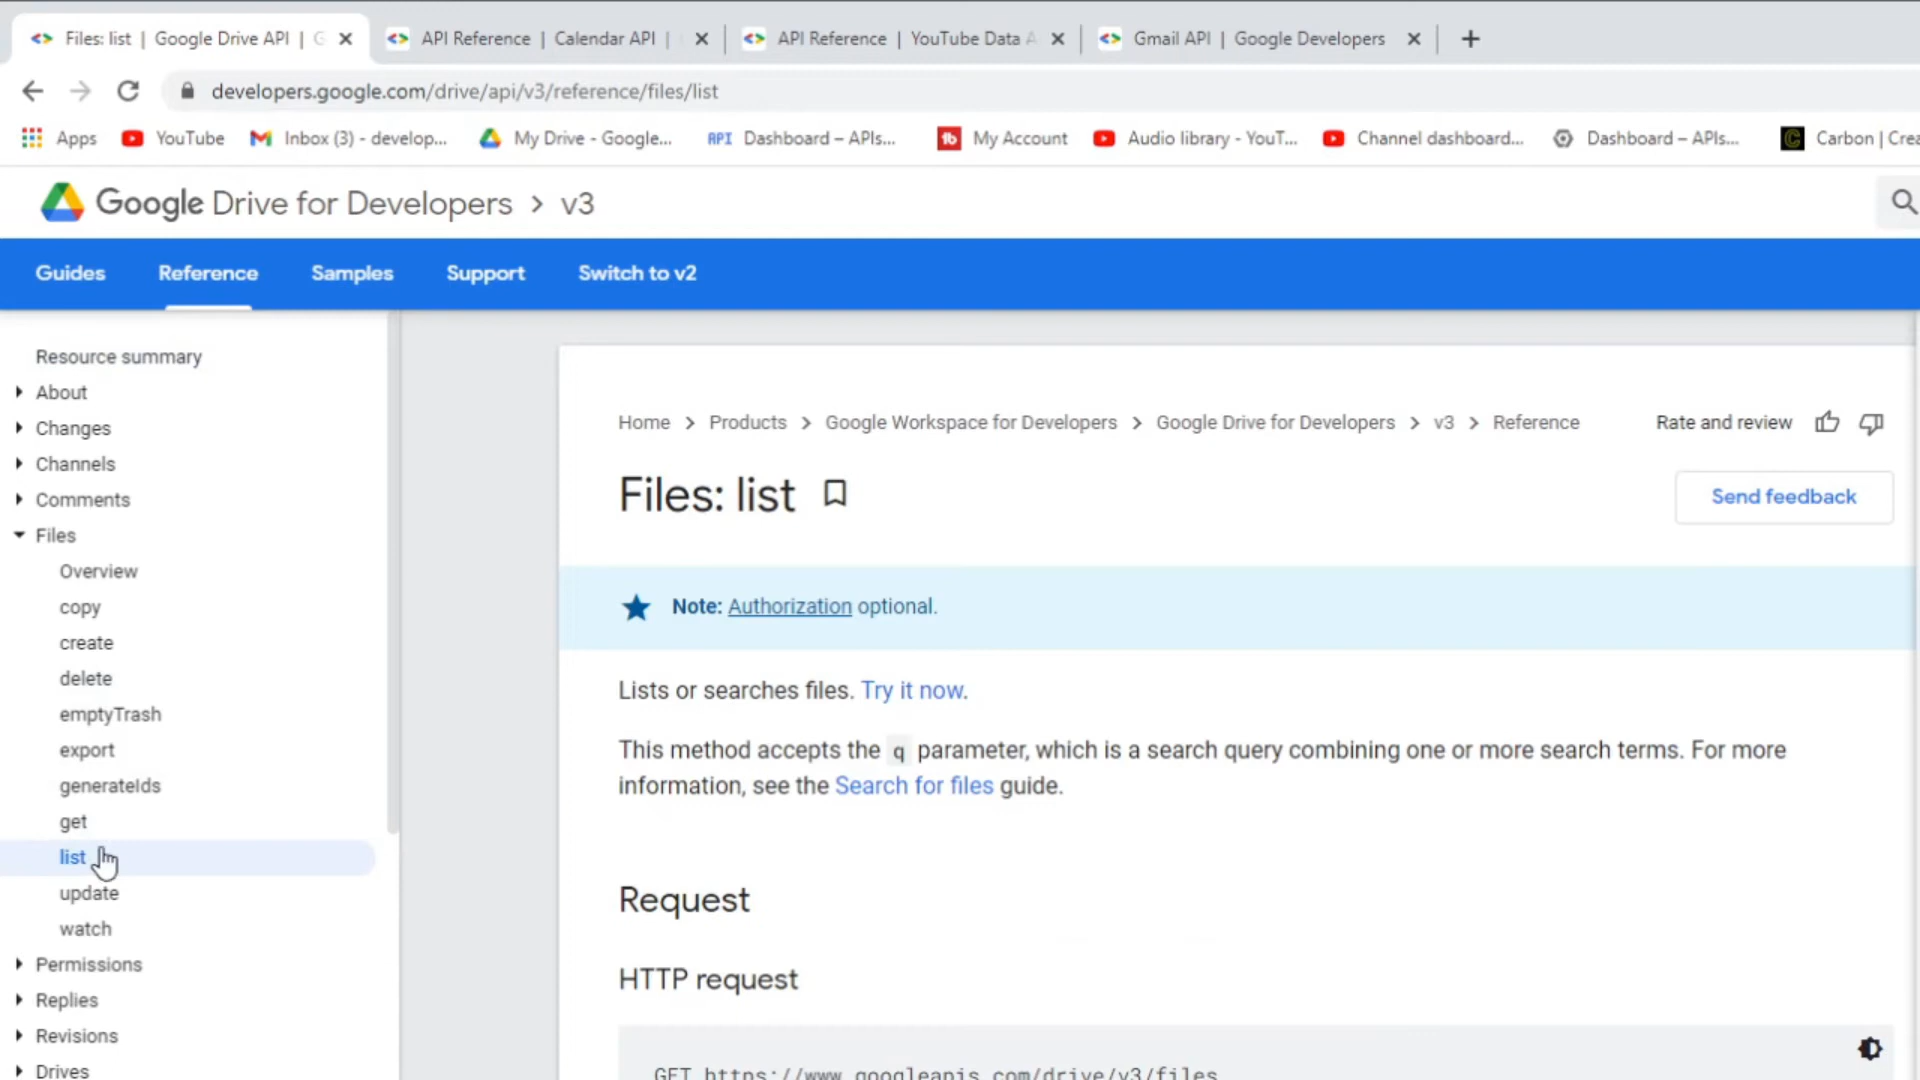 Files: list | Google Drive API |
API Reference | Calendar API |
API Reference | YouTube Data
Gmail API | Google Developers
developers.google.com/drive/api/v3/reference/files/list
Apps
YouTube
Inbox (3) - develop...
My Drive - Google...
API Dashboard – APIs...
tb My Account
Audio library - YouT...
Channel dashboard...
Dashboard – APIs...
Carbon | Crea
Google Drive for Developers > v3
Guides
Reference
Samples
Support
Switch to v2
Resource summary
About
Changes
Channels
Comments
Files
Overview
copy
create
delete
emptyTrash
export
generateIds
get
list
update
watch
Permissions
Replies
Revisions
Drives
Home > Products > Google Workspace for Developers > Google Drive for Developers > v3 > Reference
Rate and review
Files: list
Send feedback
Note: Authorization optional.
Lists or searches files. Try it now.
This method accepts the q parameter, which is a search query combining one or more search terms. For more
information, see the Search for files guide.
Request
HTTP request
GET https://www.googleapis.com/drive/v3/files